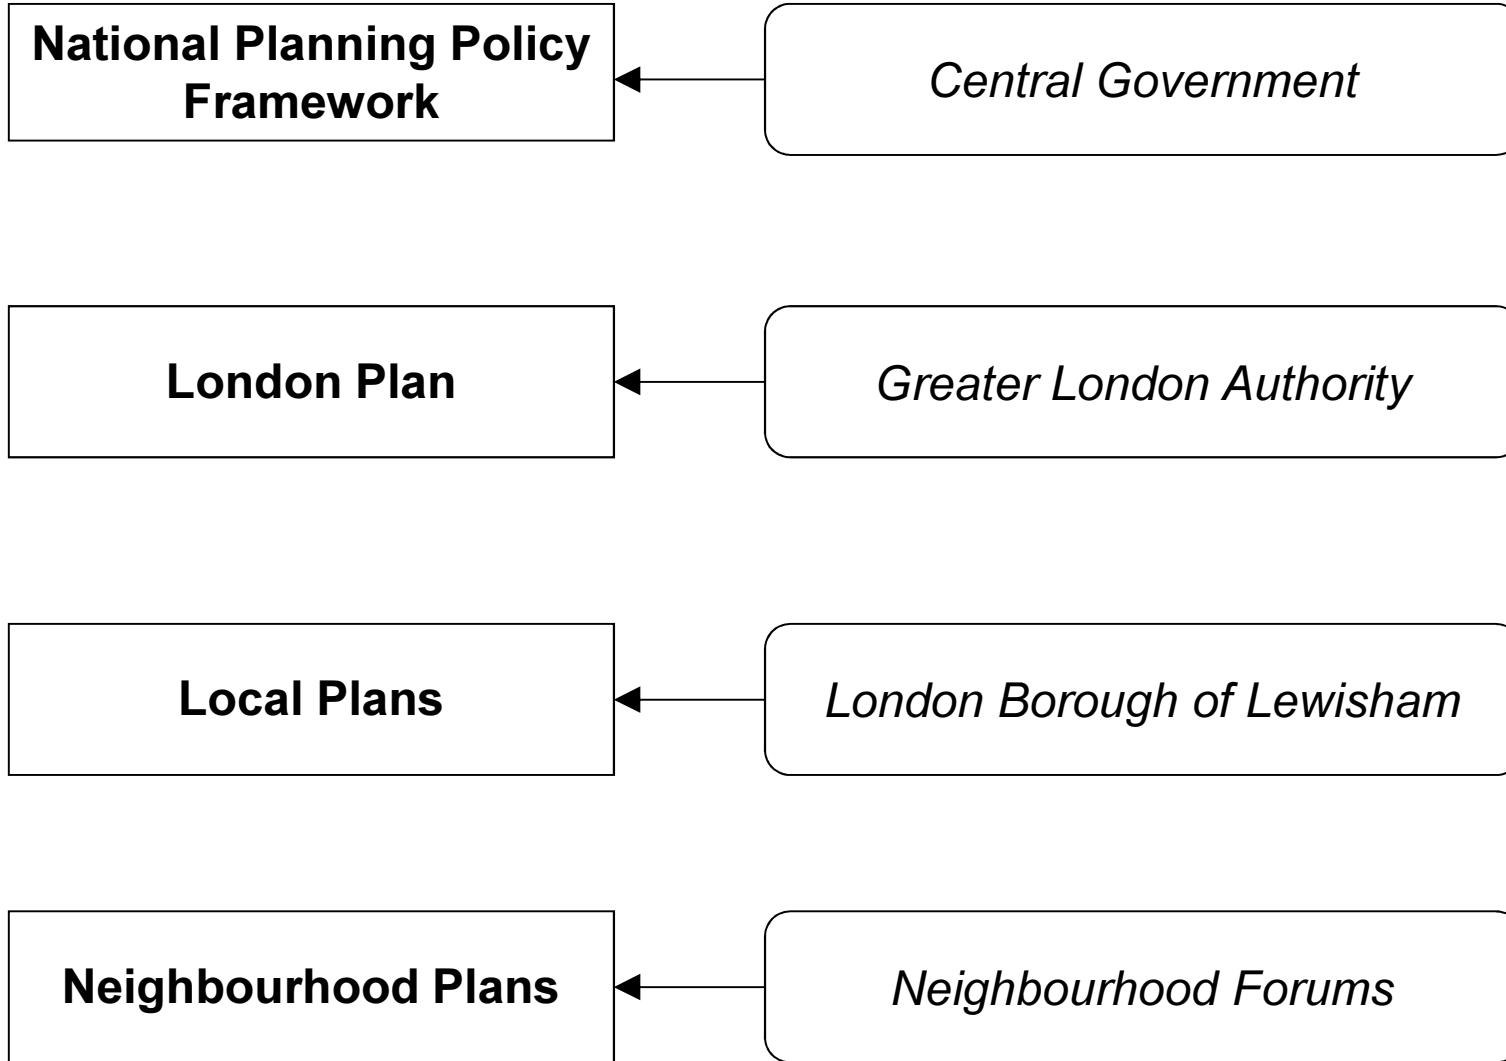 National Planning Policy
Framework
Central Government
London Plan
Greater London Authority
Local Plans
London Borough of Lewisham
Neighbourhood Plans
Neighbourhood Forums